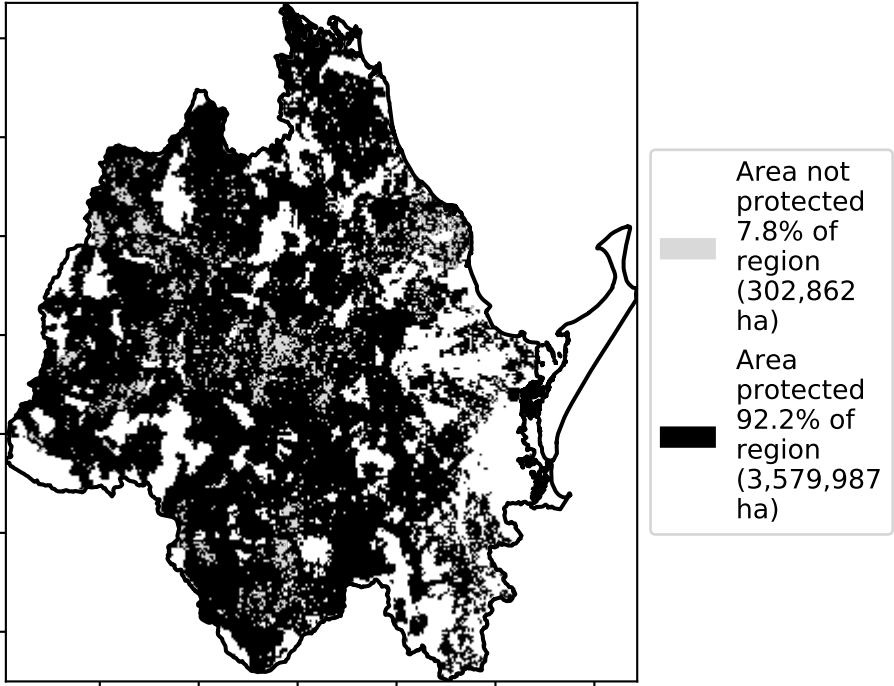 Area not
protected
7.8% of
region
(302,862
ha)
Area
protected
92.2% of
region
(3,579,987
ha)